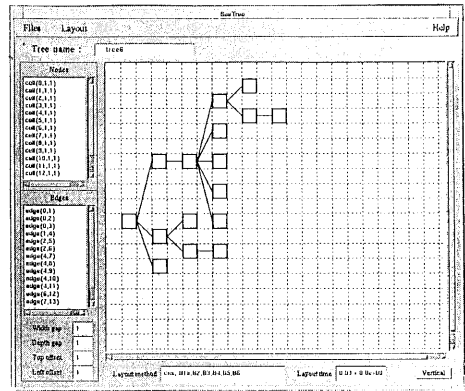 SeeTree
Files Layout Help
Tree name : tree6
Nodes
cell(0,1,1)
cell(1,1,1)
cell(2,1,1)
cell(3,1,1)
cell(4,1,1)
cell(5,1,1)
cell(6,1,1)
cell(7,1,1)
cell(8,1,1)
cell(9,1,1)
cell(10,1,1)
cell(11,1,1)
cell(12,1,1)
Edges
edge(0,1)
edge(0,2)
edge(0,3)
edge(1,4)
edge(2,5)
edge(2,6)
edge(4,7)
edge(4,8)
edge(4,9)
edge(4,10)
edge(4,11)
edge(6,12)
edge(7,13)
Width gap 1
Depth gap 1
Top offset 1
Left offset 1
Layout method
Layout time
Vertical